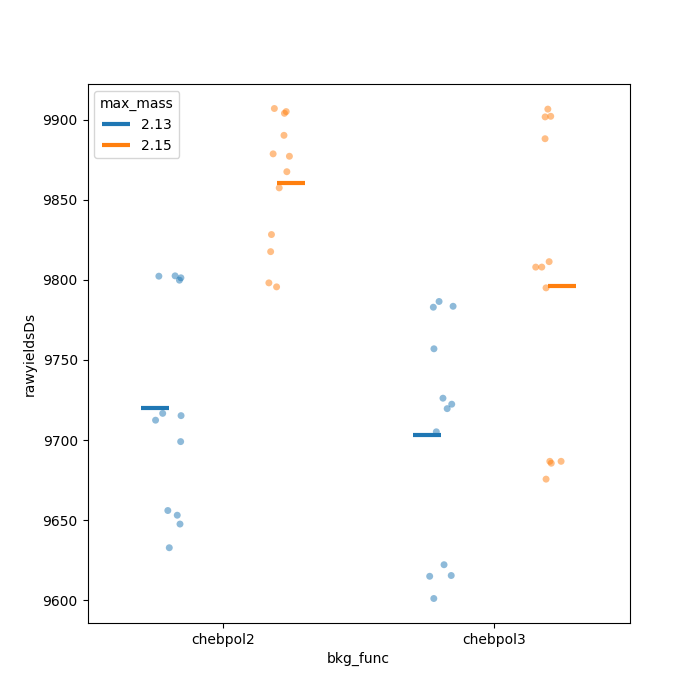 max_mass
2.13
2.15
9900
9850
9800
9750
9700
9650
9600
rawyieldsDs
chebpol2
chebpol3
bkg_func